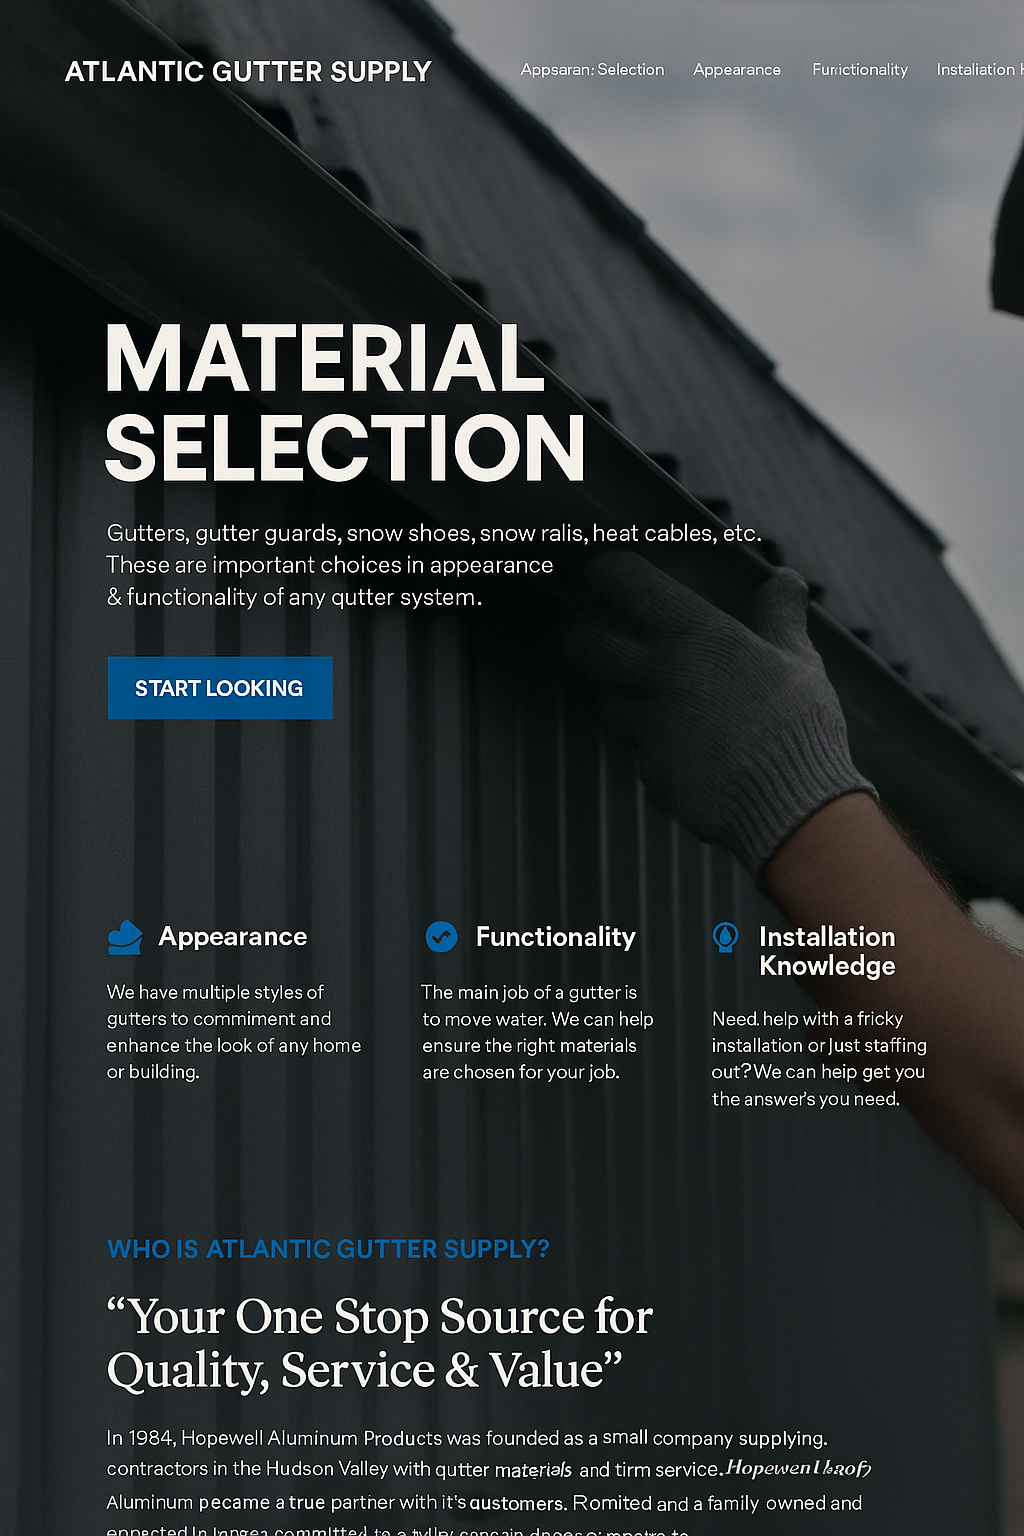 ATLANTIC GUTTER SUPPLY
Appsaran: Selection Appearance Functionality Instaliation
MATERIAL
SELECTION
Gutters, gutter guards, snow shoes, snow ralis, heat cables, etc.
These are important choices in appearance
& functionality of any qutter system.
START LOOKING
Appearance
We have multiple styles of
gutters to commiment and
enhance the look of any home
or building.
Functionality
The main job of a gutter is
to move water. We can help
ensure the right materials
are chosen for your job.
Installation
Knowledge
Need. help with a fricky
installation or Just staffing
out? We can heip get you
the answer's you need.
WHO IS ATLANTIC GUTTER SUPPLY?
“Your One Stop Source for
Quality, Service & Value”
In 1984, Hopewell Aluminum Products was founded as a small company supplying.
contractors in the Hudson Valley with qutter materials and tirm service.
Aluminum pecame a true partner with it's qustomers. Romited and a family owned and
committed to a